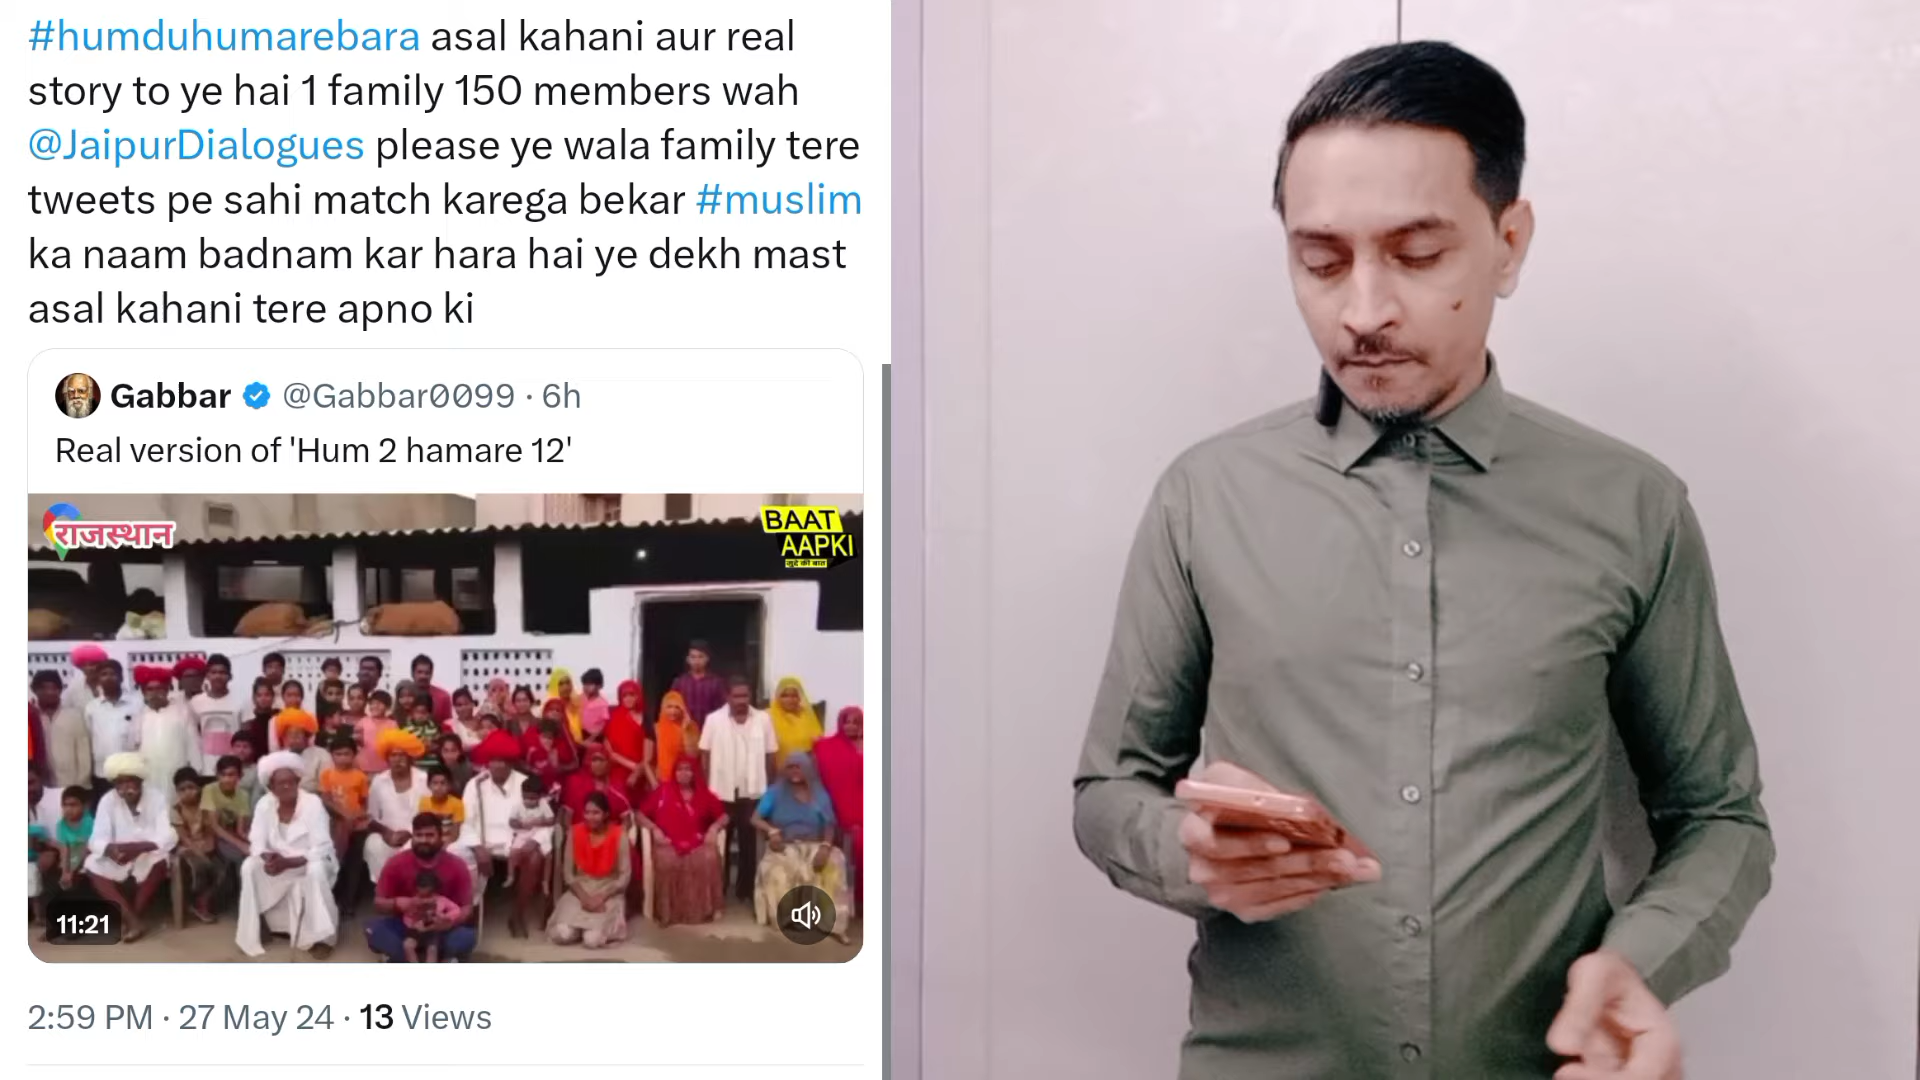 #humduhumarebara asal kahani aur real
story to ye hai 1 family 150 members wah
@JaipurDialogues please ye wala family tere
tweets pe sahi match karega bekar #muslim
ka naam badnam kar hara hai ye dekh mast
asal kahani tere apno ki
Gabbar @Gabbar0099 · 6h
Real version of 'Hum 2 hamare 12'
राजस्थान
BAAT
AAPKI
मुद्दे की बात
11:21
2:59 PM · 27 May 24 · 13 Views